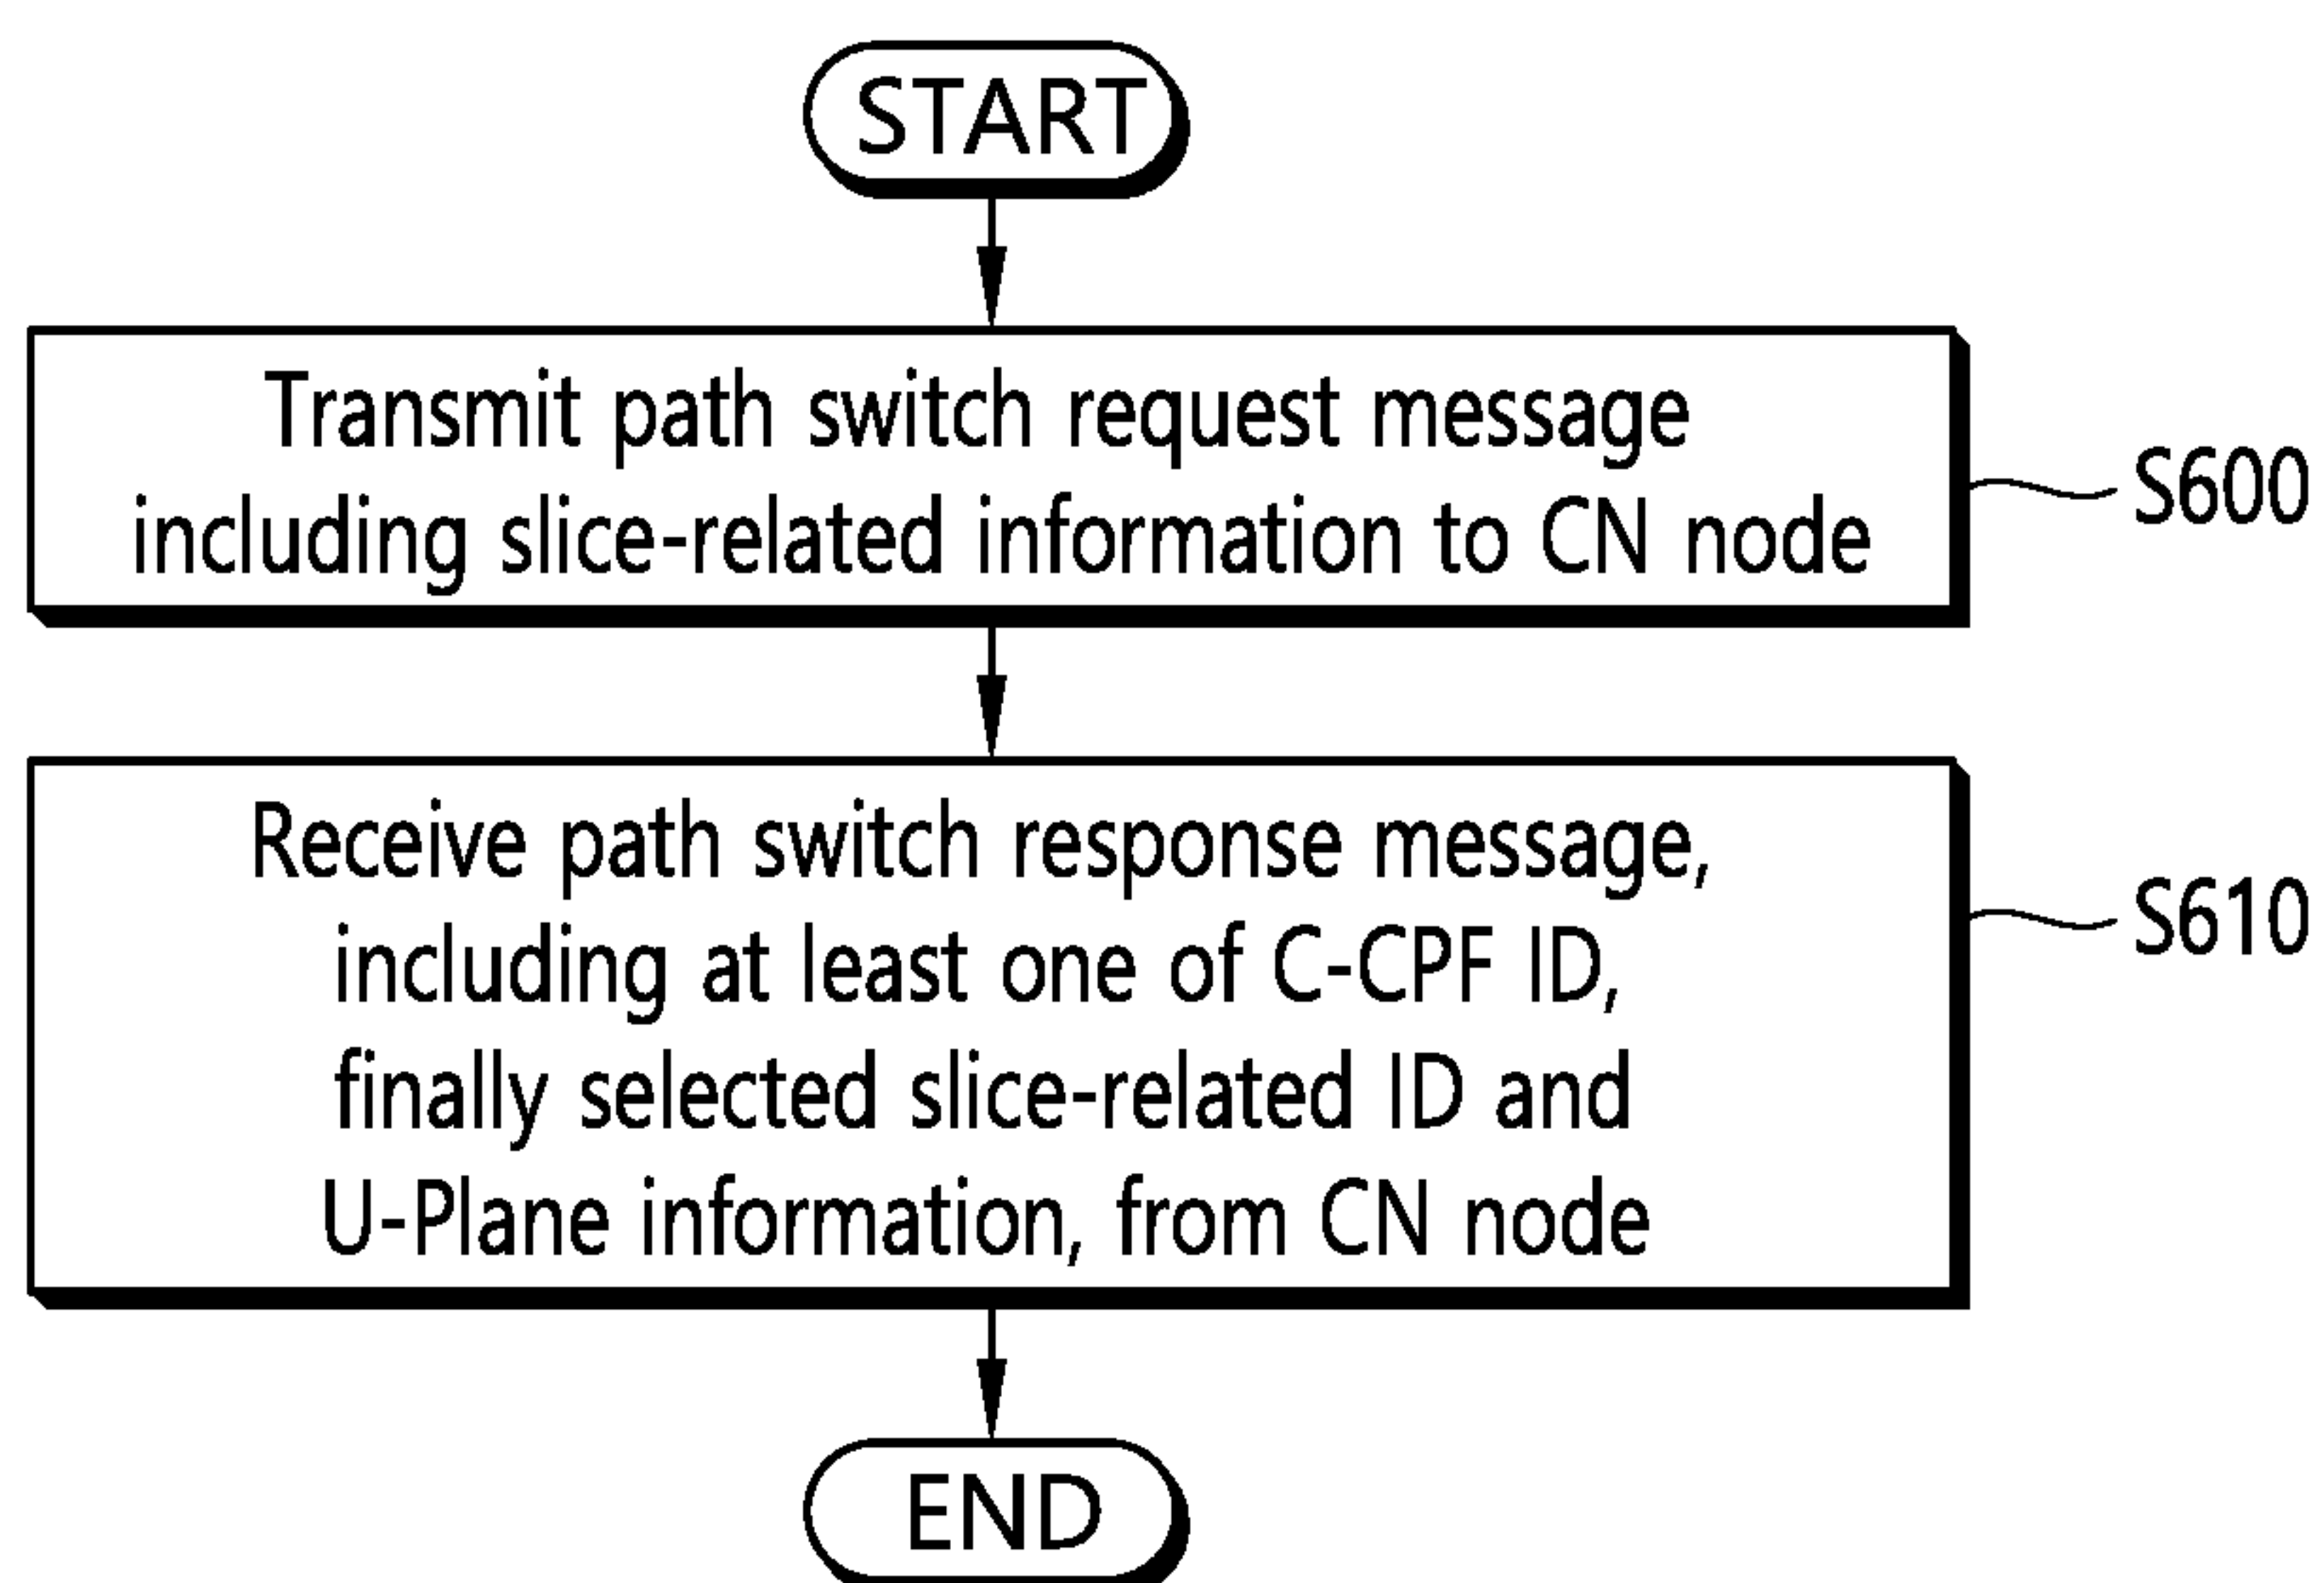 START
Transmit path switch request message
including slice-related information to CN node
S600
Receive path switch response message,
including at least one of C-CPF ID,
finally selected slice-related ID and
U-Plane information, from CN node
S610
END